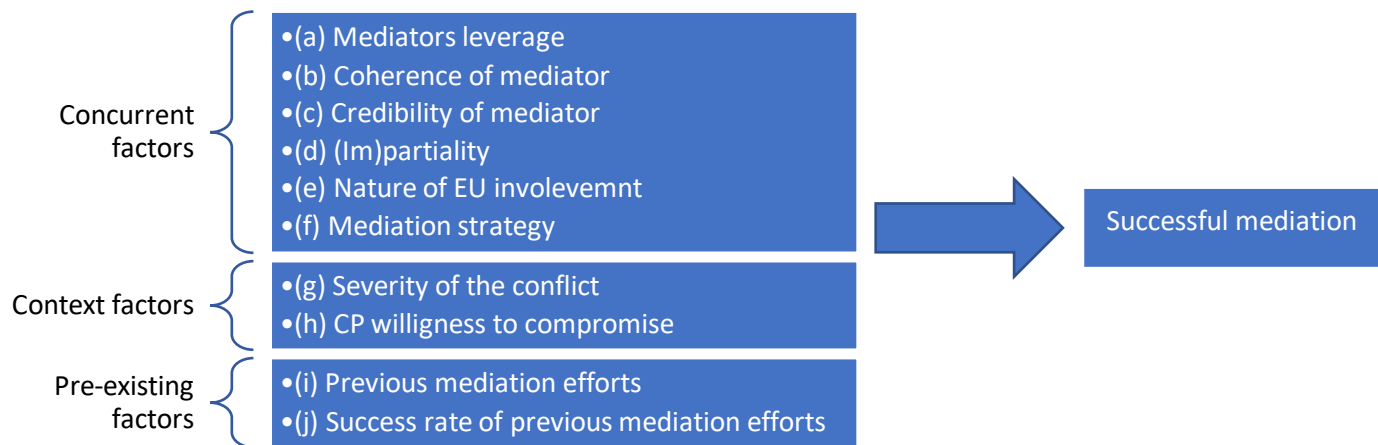 Concurrent
factors
•(a) Mediators leverage
•(b) Coherence of mediator
•(c) Credibility of mediator
•(d) (Im)partiality
•(e) Nature of EU involevemnt
•(f) Mediation strategy
Context factors
•(g) Severity of the conflict
•(h) CP willigness to compromise
Pre-existing
factors
•(i) Previous mediation efforts
•(j) Success rate of previous mediation efforts
Successful mediation